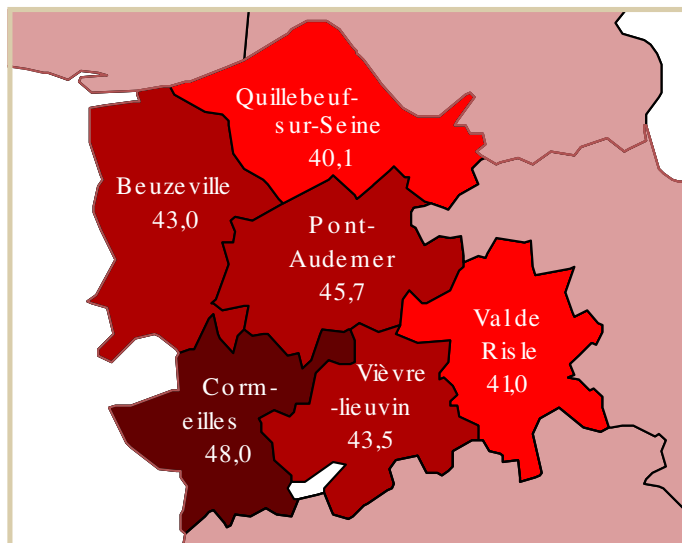 Quillebeuf-
sur-Seine
40,1
Beuzeville
43,0
Pont-
Audemer
45,7
Val de
Risle
41,0
Vièvre
-lieuvin
43,5
Corm-
eilles
48,0